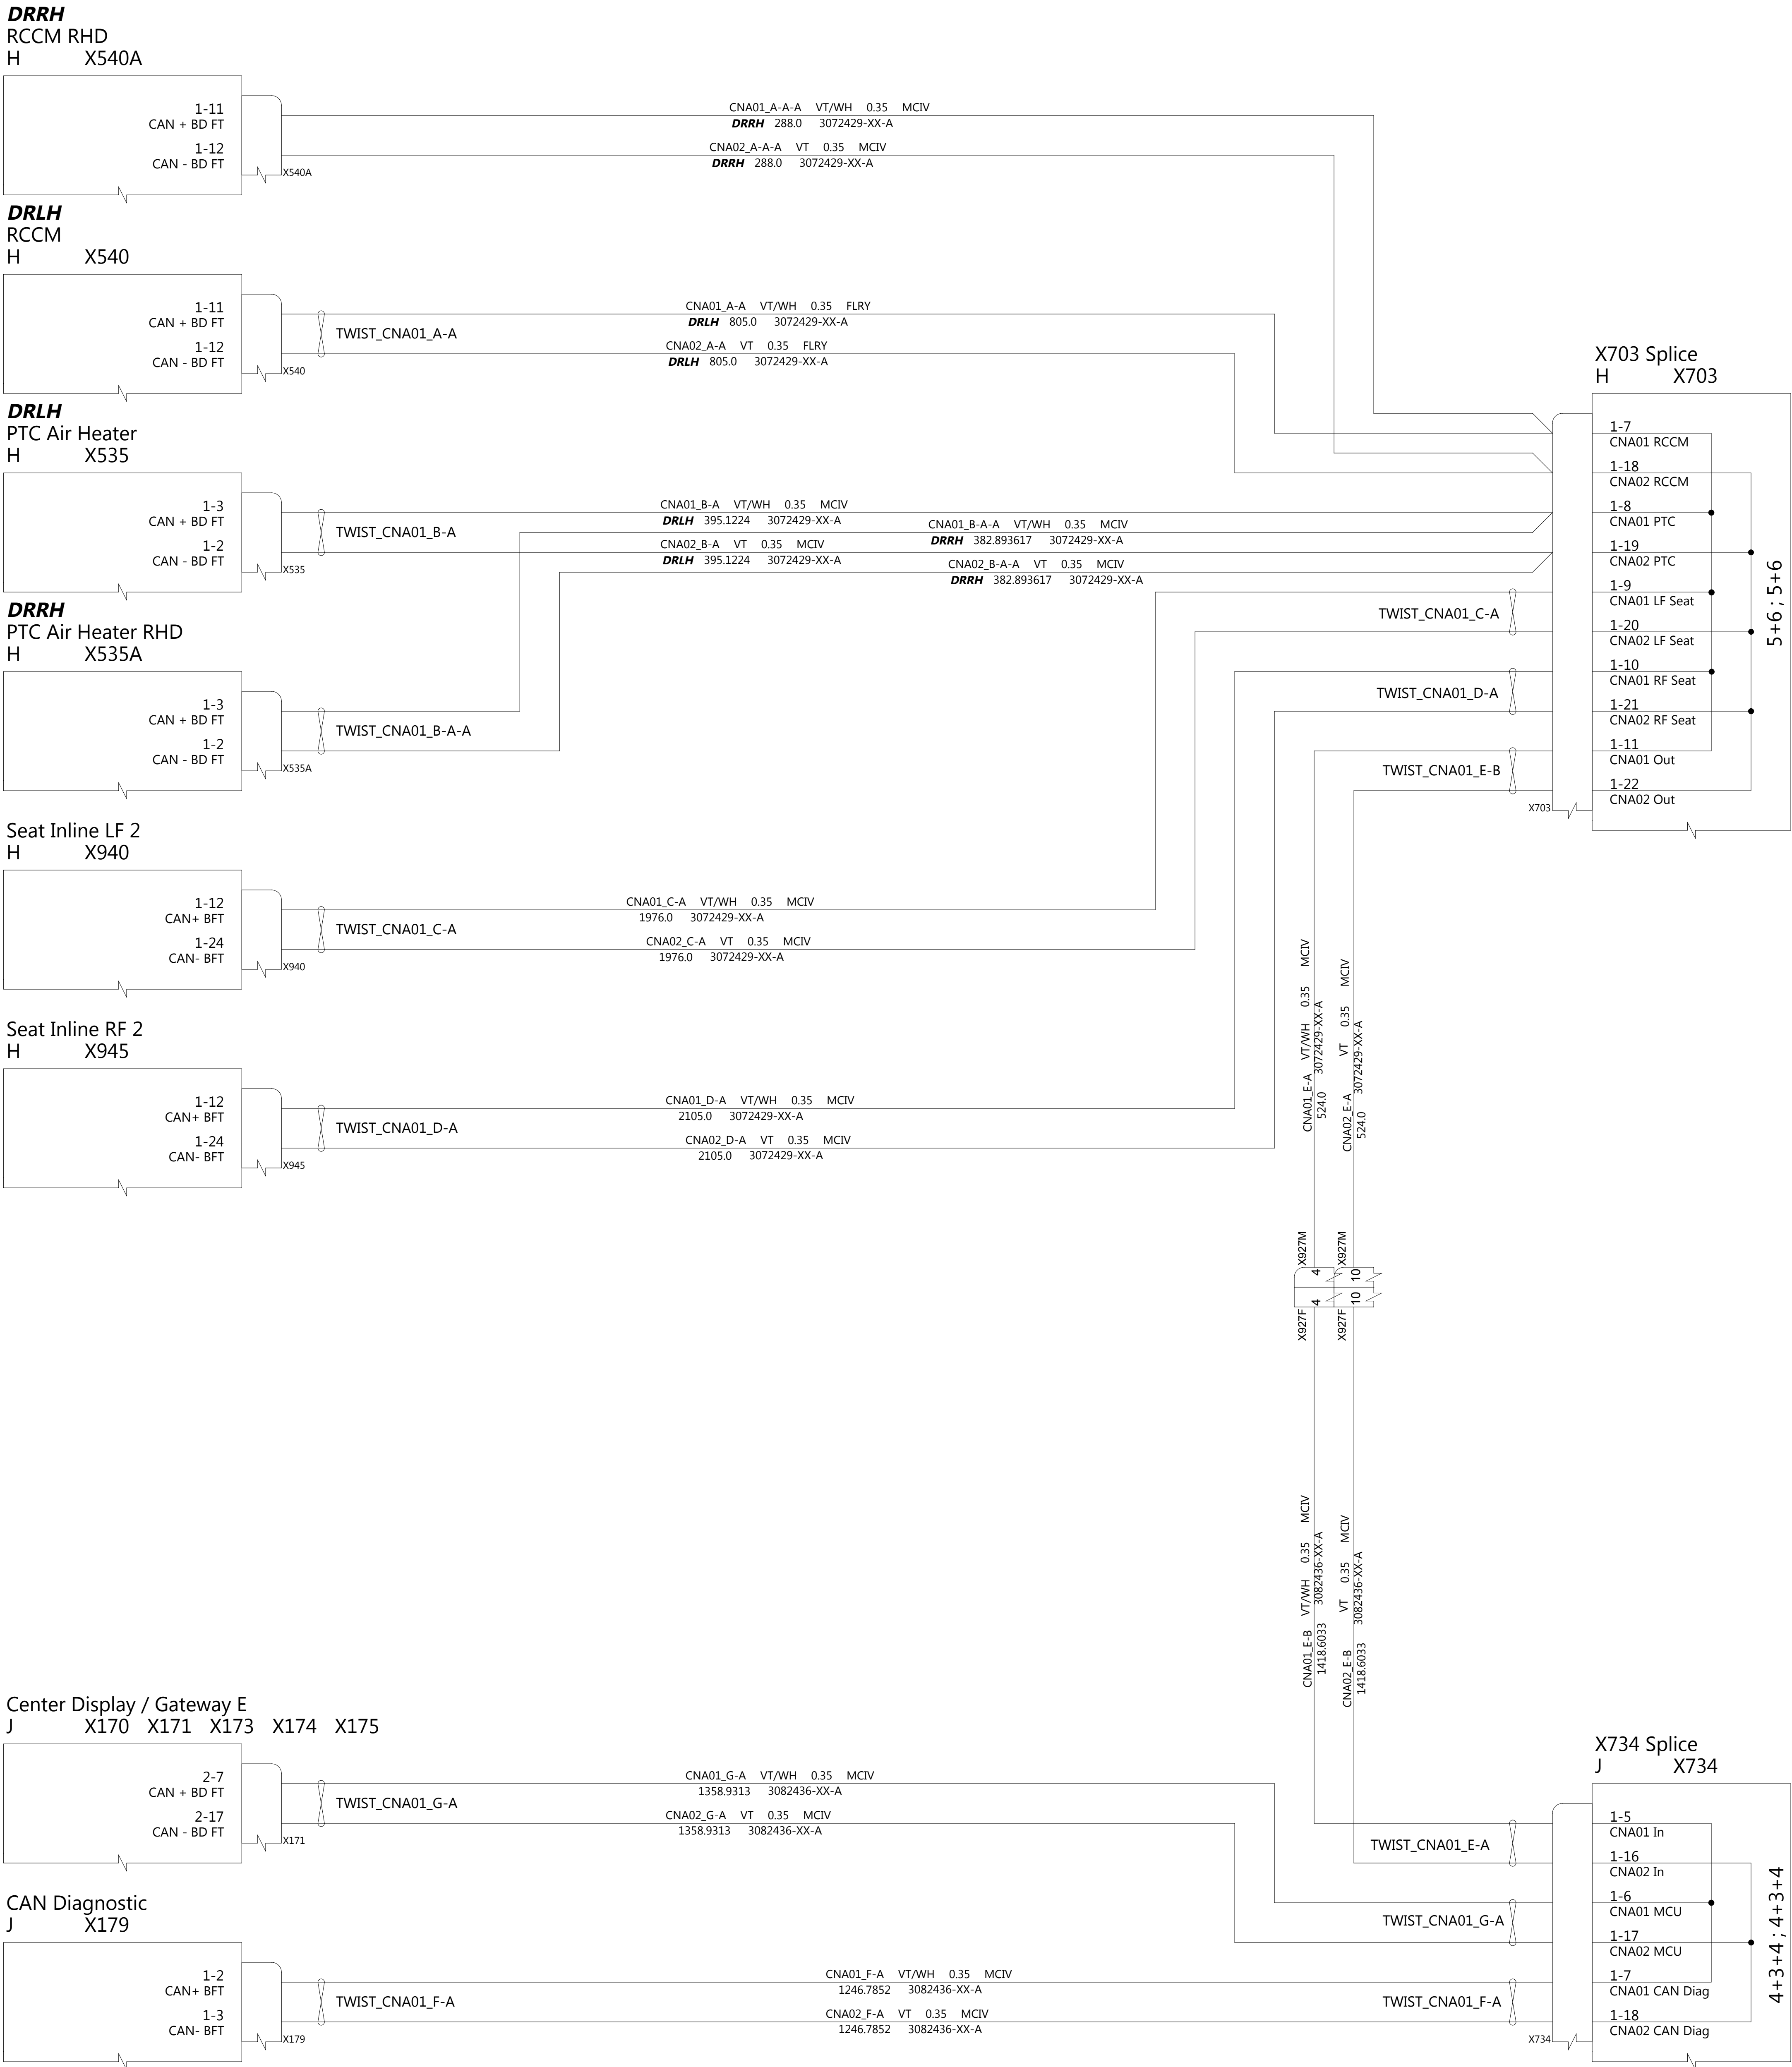 DRRH
RCCM RHD
H X540A
1-11
CAN + BD FT
1-12
CAN - BD FT
X540A
CNA01_A-A-A VT/WH 0.35 MCIV
DRRH 288.0 3072429-XX-A
CNA02_A-A-A VT 0.35 MCIV
DRRH 288.0 3072429-XX-A
DRLH
RCCM
H X540
1-11
CAN + BD FT
1-12
CAN - BD FT
X540
TWIST_CNA01_A-A
CNA01_A-A VT/WH 0.35 FLRY
DRLH 805.0 3072429-XX-A
CNA02_A-A VT 0.35 FLRY
DRLH 805.0 3072429-XX-A
DRLH
PTC Air Heater
H X535
1-3
CAN + BD FT
1-2
CAN - BD FT
X535
TWIST_CNA01_B-A
CNA01_B-A VT/WH 0.35 MCIV
DRLH 395.1224 3072429-XX-A
CNA01_B-A-A VT/WH 0.35 MCIV
DRRH 382.893617 3072429-XX-A
CNA02_B-A VT 0.35 MCIV
DRLH 395.1224 3072429-XX-A
CNA02_B-A-A VT 0.35 MCIV
DRRH 382.893617 3072429-XX-A
DRRH
PTC Air Heater RHD
H X535A
1-3
CAN + BD FT
1-2
CAN - BD FT
X535A
TWIST_CNA01_B-A-A
X703 Splice
H X703
1-7
CNA01 RCCM
1-18
CNA02 RCCM
1-8
CNA01 PTC
1-19
CNA02 PTC
1-9
CNA01 LF Seat
1-20
CNA02 LF Seat
1-10
CNA01 RF Seat
1-21
CNA02 RF Seat
1-11
CNA01 Out
1-22
CNA02 Out
X703
5+6 ; 5+6
TWIST_CNA01_C-A
TWIST_CNA01_D-A
TWIST_CNA01_E-B
Seat Inline LF 2
H X940
1-12
CAN+ BFT
1-24
CAN- BFT
X940
TWIST_CNA01_C-A
CNA01_C-A VT/WH 0.35 MCIV
1976.0 3072429-XX-A
CNA02_C-A VT 0.35 MCIV
1976.0 3072429-XX-A
Seat Inline RF 2
H X945
1-12
CAN+ BFT
1-24
CAN- BFT
X945
TWIST_CNA01_D-A
CNA01_D-A VT/WH 0.35 MCIV
2105.0 3072429-XX-A
CNA02_D-A VT 0.35 MCIV
2105.0 3072429-XX-A
CNA01_E-A VT/WH 0.35 MCIV
524.0 3072429-XX-A
CNA02_E-A VT 0.35 MCIV
524.0 3072429-XX-A
X927M
4
X927M
10
X927F
4
X927F
10
CNA01_E-B VT/WH 0.35 MCIV
1418.6033 3082436-XX-A
CNA02_E-B VT 0.35 MCIV
1418.6033 3082436-XX-A
Center Display / Gateway E
J X170 X171 X173 X174 X175
2-7
CAN + BD FT
2-17
CAN - BD FT
X171
TWIST_CNA01_G-A
CNA01_G-A VT/WH 0.35 MCIV
1358.9313 3082436-XX-A
CNA02_G-A VT 0.35 MCIV
1358.9313 3082436-XX-A
CAN Diagnostic
J X179
1-2
CAN+ BFT
1-3
CAN- BFT
X179
TWIST_CNA01_F-A
CNA01_F-A VT/WH 0.35 MCIV
1246.7852 3082436-XX-A
CNA02_F-A VT 0.35 MCIV
1246.7852 3082436-XX-A
TWIST_CNA01_E-A
TWIST_CNA01_G-A
TWIST_CNA01_F-A
X734 Splice
J X734
1-5
CNA01 In
1-16
CNA02 In
1-6
CNA01 MCU
1-17
CNA02 MCU
1-7
CNA01 CAN Diag
1-18
CNA02 CAN Diag
X734
4+3+4 ; 4+3+4